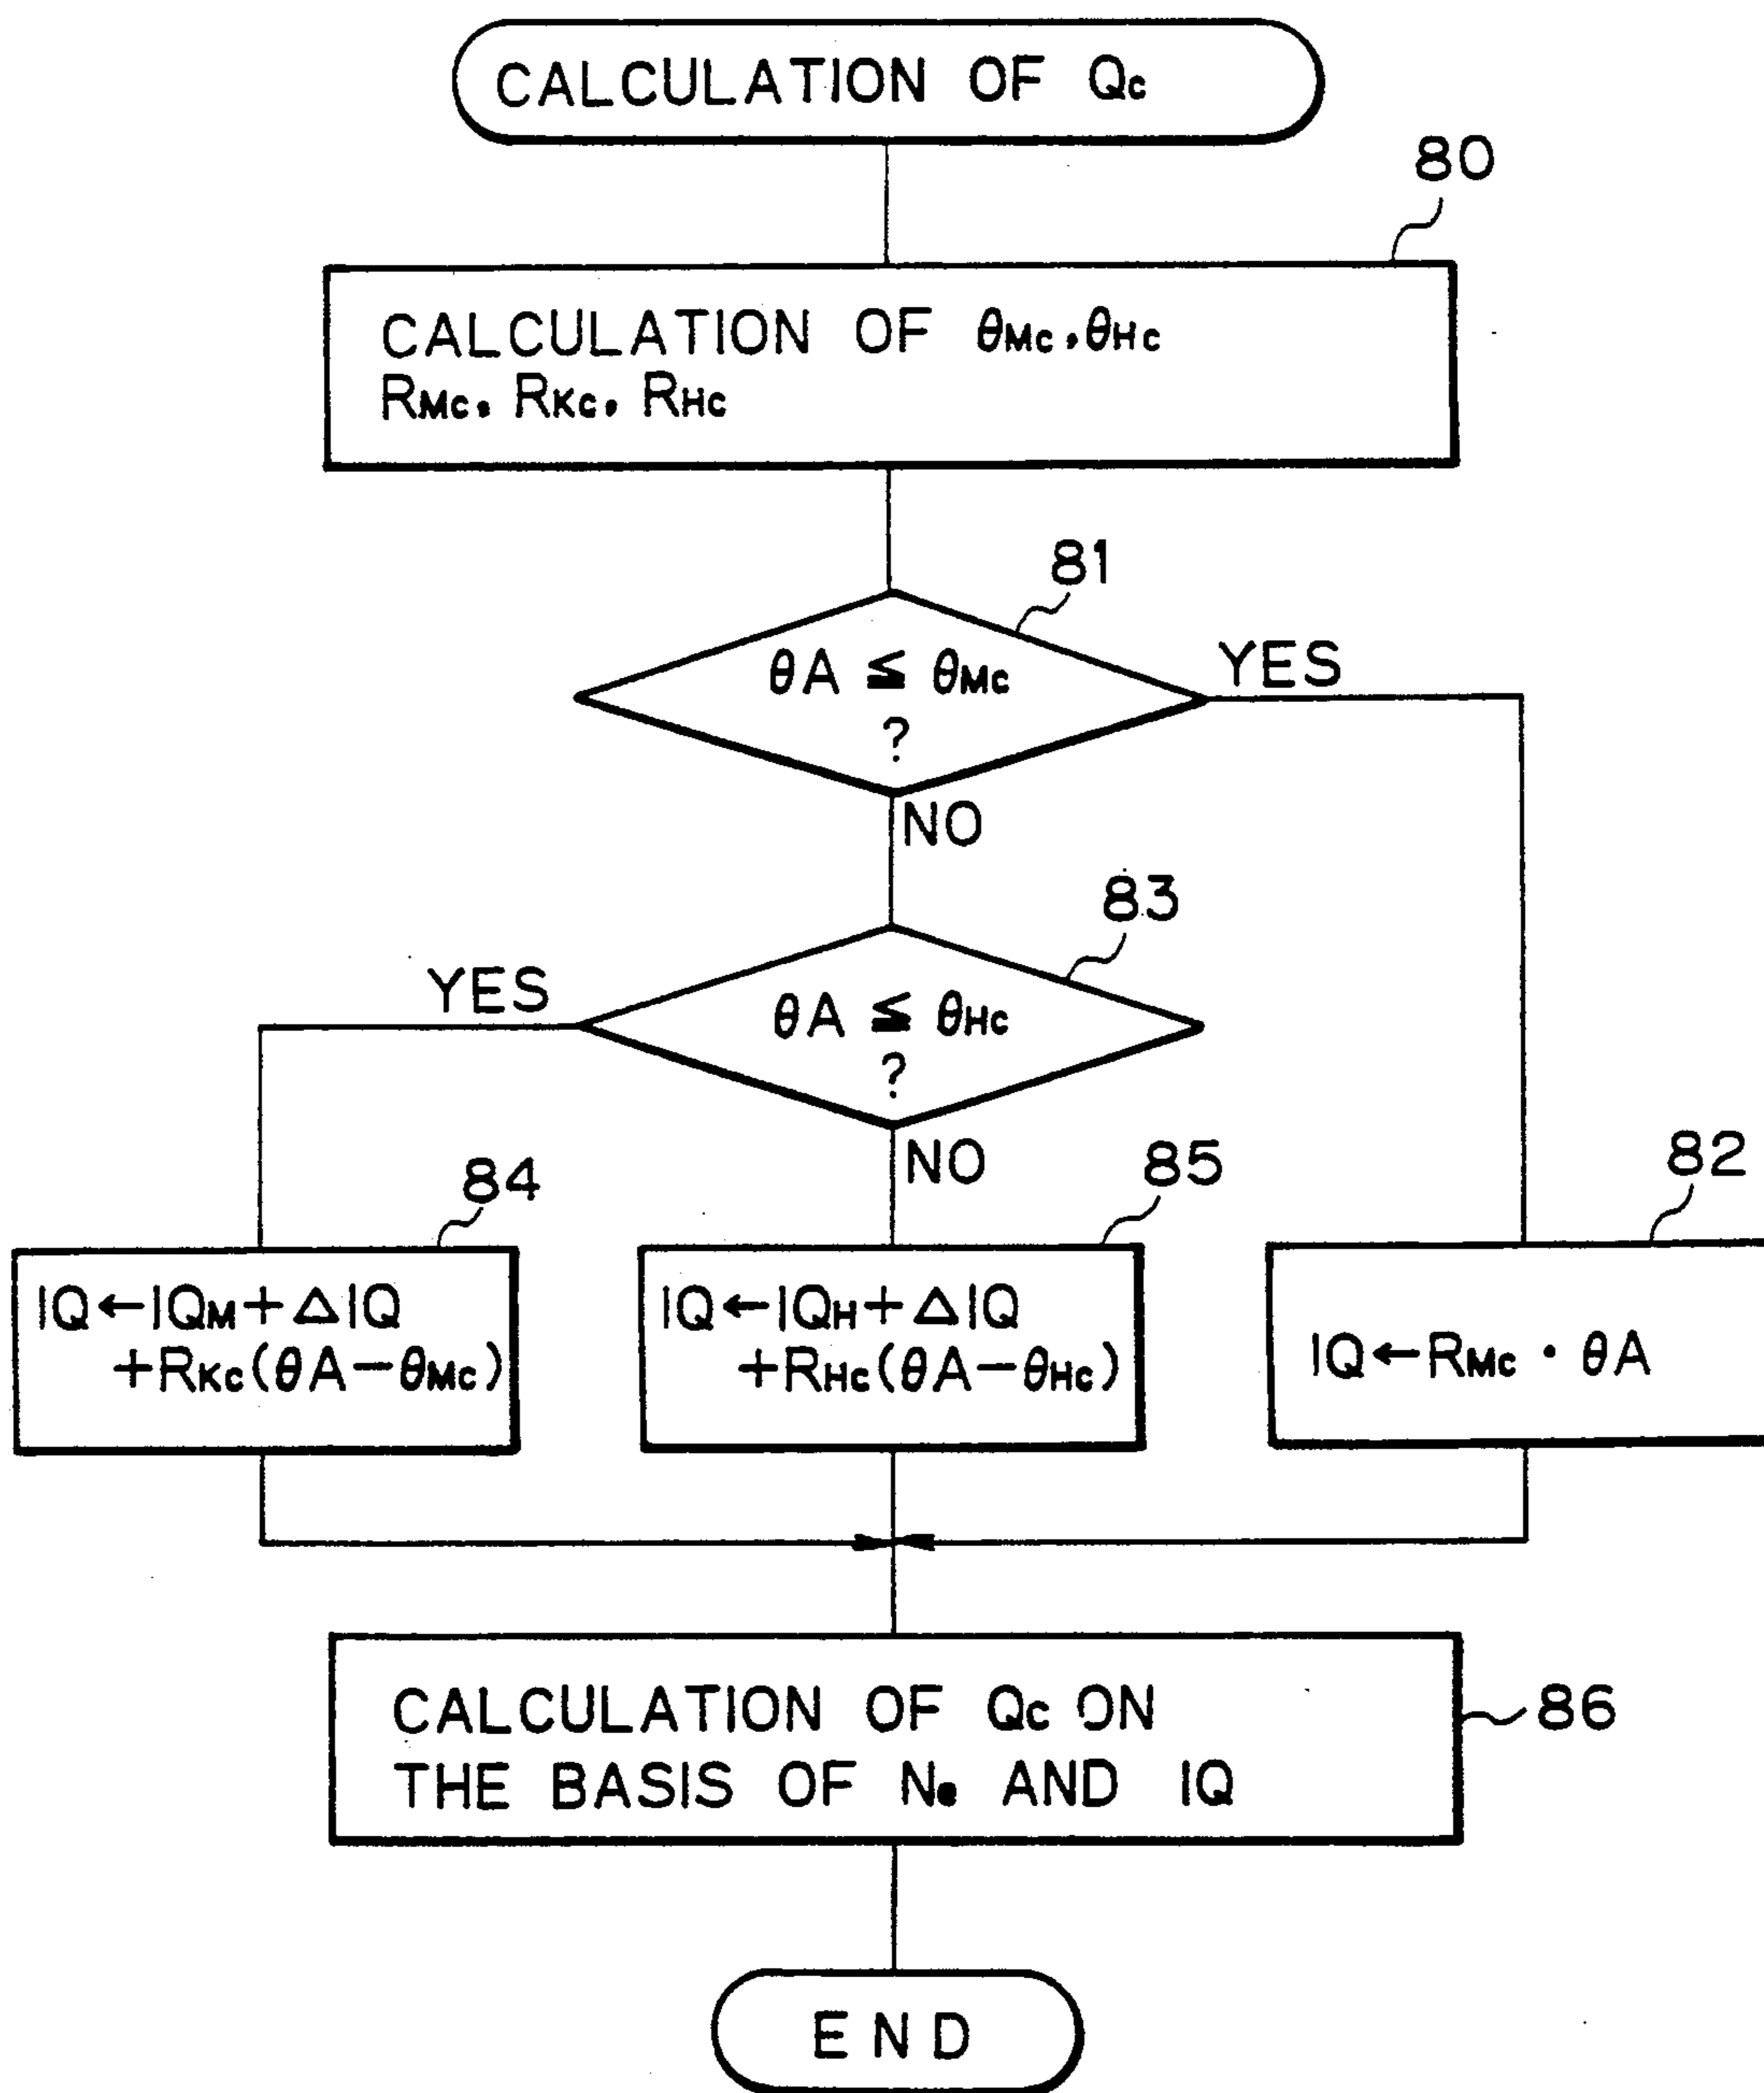 CALCULATION OF Qc
80
CALCULATION OF θMc, θHc
RMc, RKc, RHc
81
θA ≦ θMc
?
YES
NO
83
θA ≦ θHc
?
YES
NO
84
IQ←IQM+△IQ
+RKc(θA−θMc)
85
IQ←IQH+△IQ
+RHc(θA−θHc)
82
IQ←RMc・θA
CALCULATION OF Qc ON
THE BASIS OF Ne AND IQ
86
END